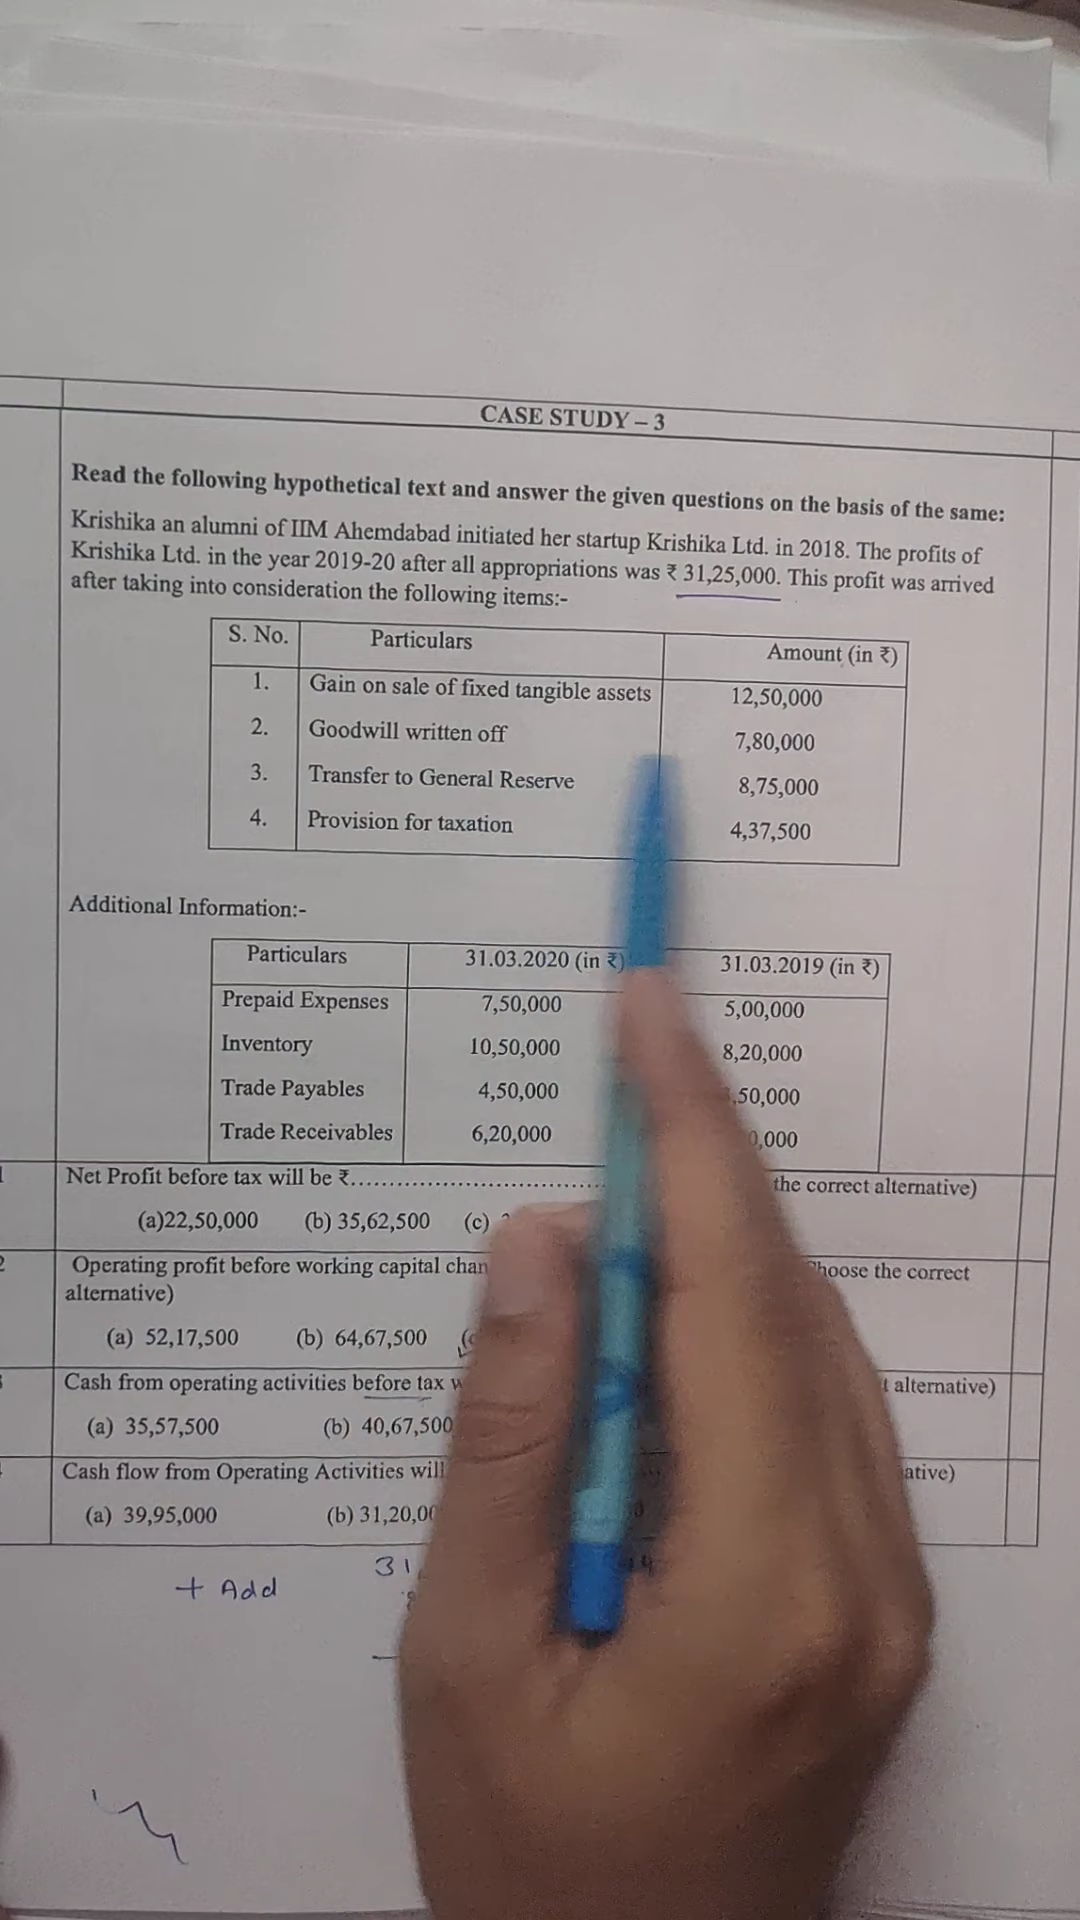 CASE STUDY – 3
Read the following hypothetical text and answer the given questions on the basis of the same:
Krishika an alumni of IIM Ahemdabad initiated her startup Krishika Ltd. in 2018. The profits of
Krishika Ltd. in the year 2019-20 after all appropriations was ₹ 31,25,000. This profit was arrived
after taking into consideration the following items:-
S. No. Particulars Amount (in ₹)
1. Gain on sale of fixed tangible assets 12,50,000
2. Goodwill written off 7,80,000
3. Transfer to General Reserve 8,75,000
4. Provision for taxation 4,37,500
Additional Information:-
Particulars 31.03.2020 (in ₹) 31.03.2019 (in ₹)
Prepaid Expenses 7,50,000 5,00,000
Inventory 10,50,000 8,20,000
Trade Payables 4,50,000 ,50,000
Trade Receivables 6,20,000 0,000
Net Profit before tax will be ₹.................................... the correct alternative)
(a)22,50,000 (b) 35,62,500 (c)
Operating profit before working capital chan hoose the correct
alternative)
(a) 52,17,500 (b) 64,67,500
Cash from operating activities before tax alternative)
(a) 35,57,500 (b) 40,67,500
Cash flow from Operating Activities will ative)
(a) 39,95,000 (b) 31,20,00
31
+ Add